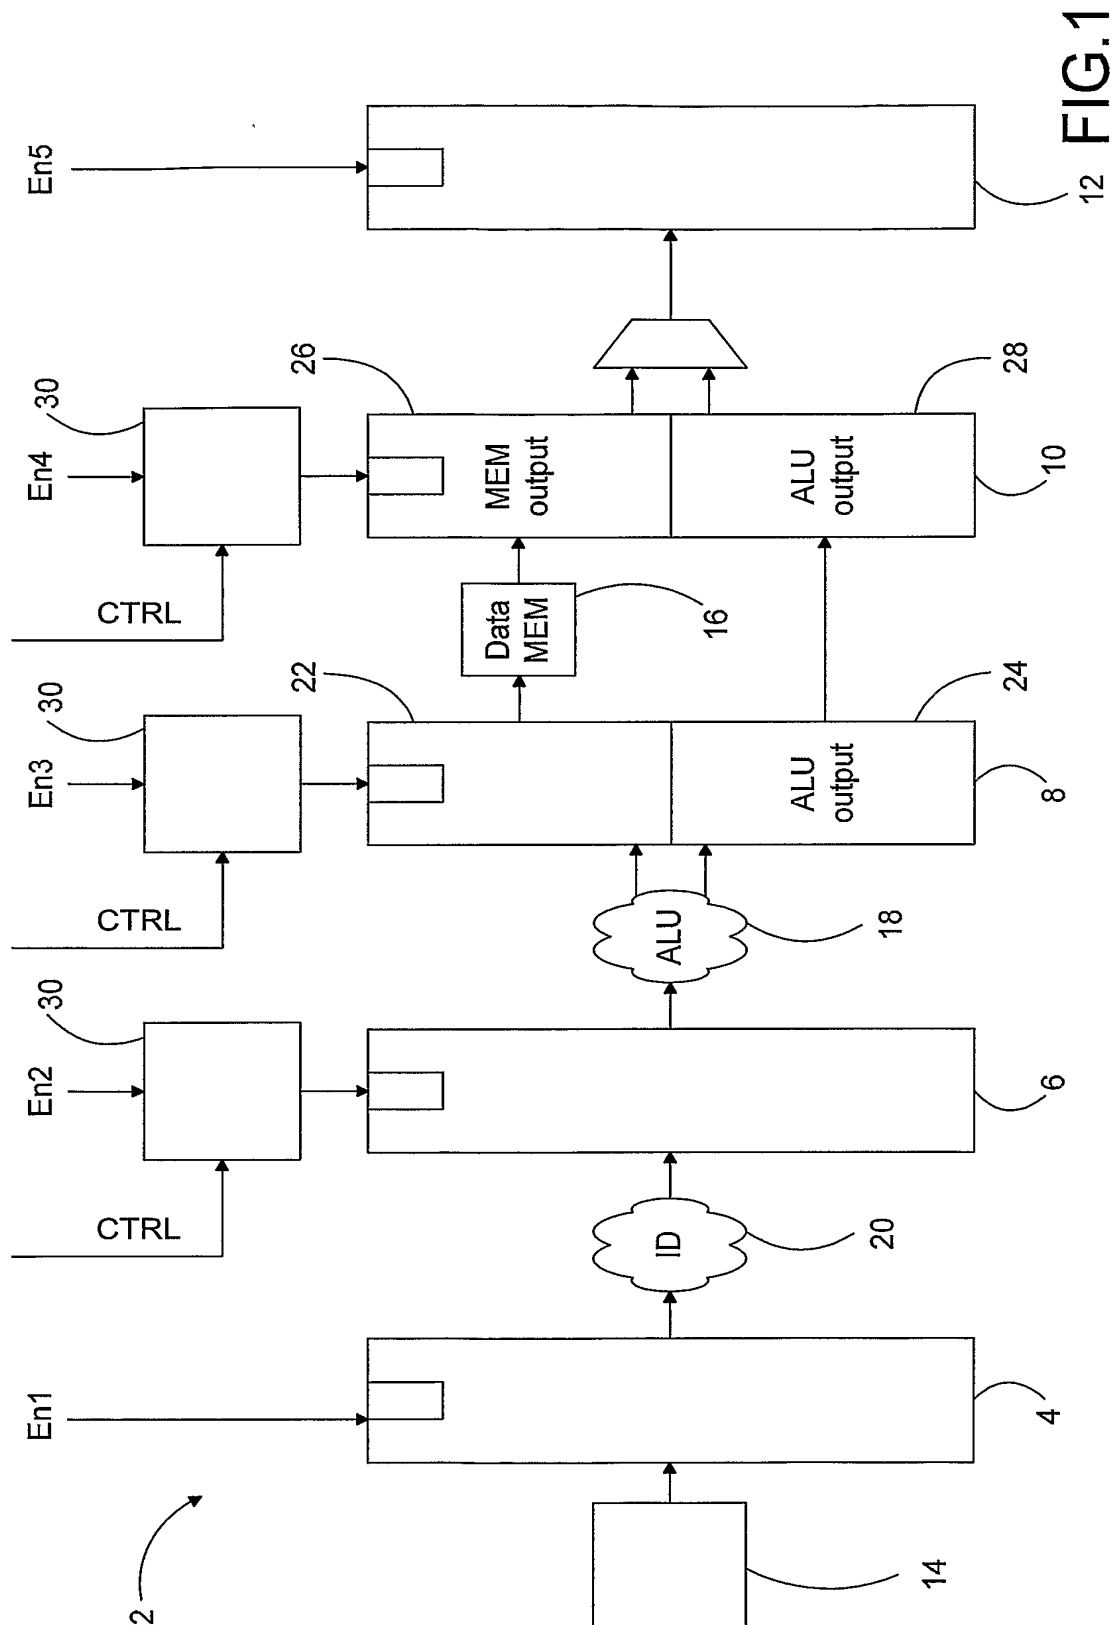 2
En1
En2
En3
En4
En5
30
30
30
CTRL
CTRL
CTRL
22
26
Data
MEM
16
MEM
output
ID
20
ALU
18
ALU
output
24
ALU
output
28
14
4
6
8
10
12
FIG.1